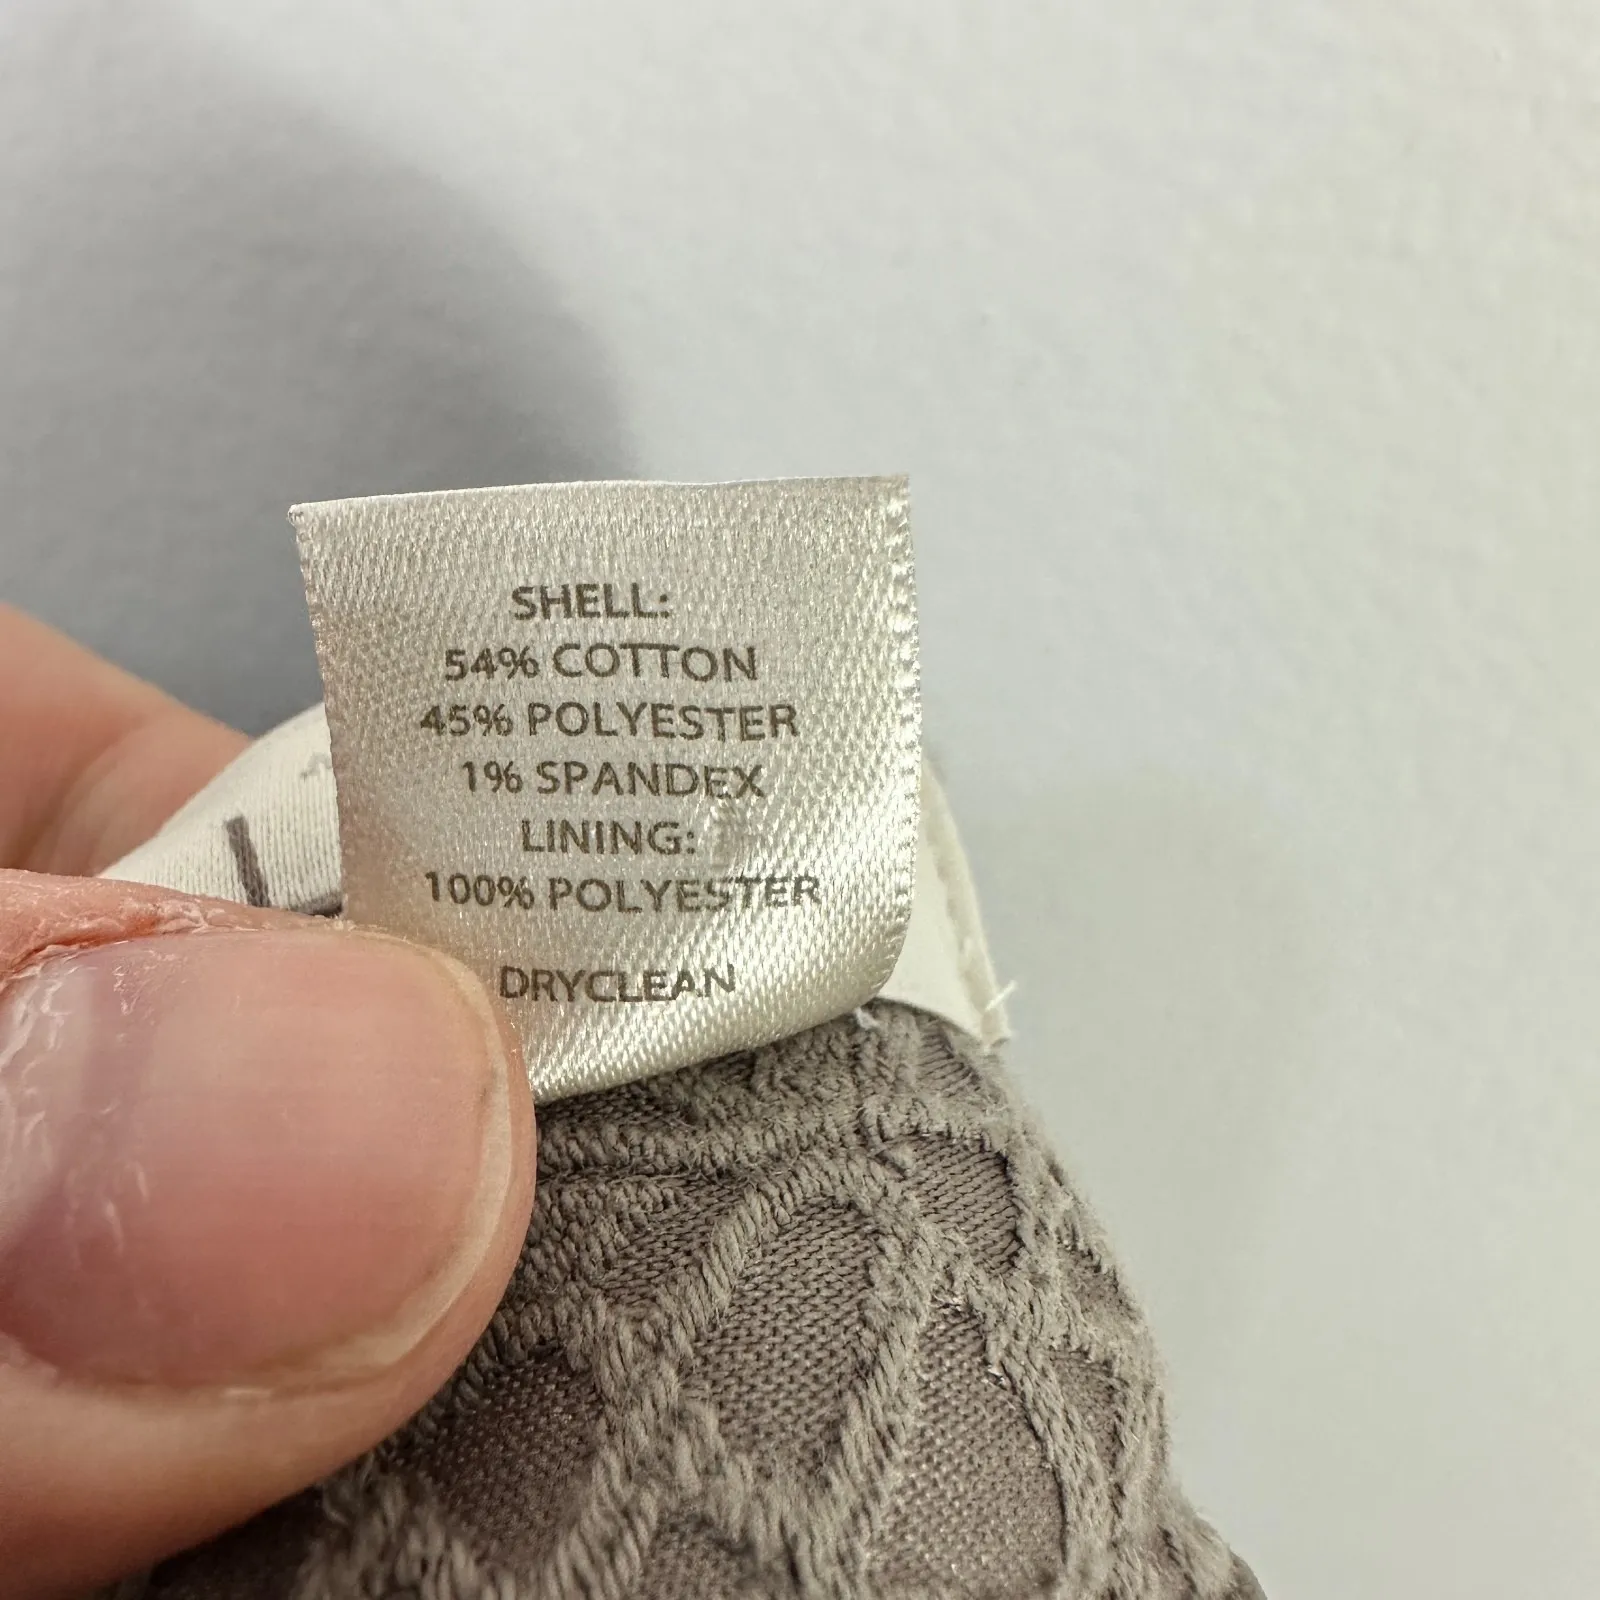 SHELL:
54% COTTON
45% POLYESTER
1% SPANDEX
LINING:
100% POLYESTER
DRYCLEAN